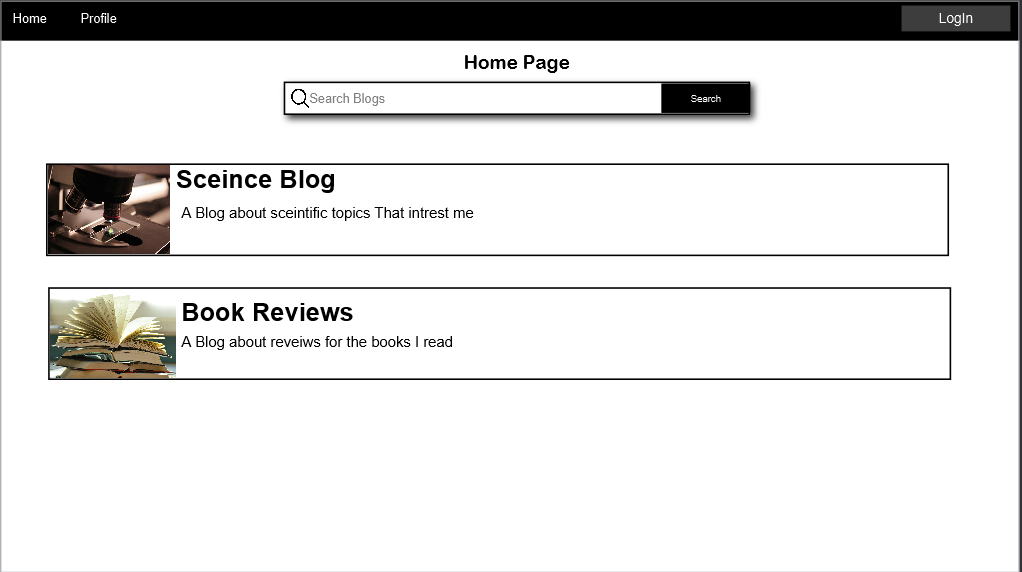 Home Profile LogIn
Home Page
Search Blogs Search
Sceince Blog
A Blog about sceintific topics That intrest me
Book Reviews
A Blog about reveiws for the books I read